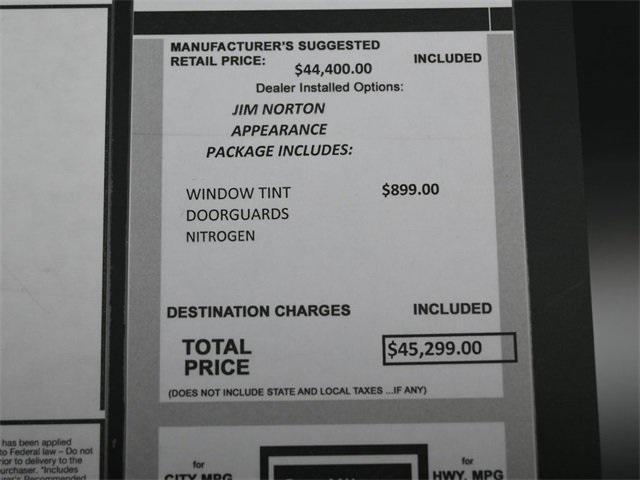 MANUFACTURER'S SUGGESTED
RETAIL PRICE: $44,400.00 INCLUDED
Dealer Installed Options:
JIM NORTON
APPEARANCE
PACKAGE INCLUDES:
WINDOW TINT $899.00
DOORGUARDS
NITROGEN
DESTINATION CHARGES INCLUDED
TOTAL
PRICE $45,299.00
(DOES NOT INCLUDE STATE AND LOCAL TAXES ...IF ANY)
has been applied
to Federal law – Do not
ior to delivery to the
urchaser. *Includes
urer's Recommended
for
CITY MPG
for
HWY. MPG